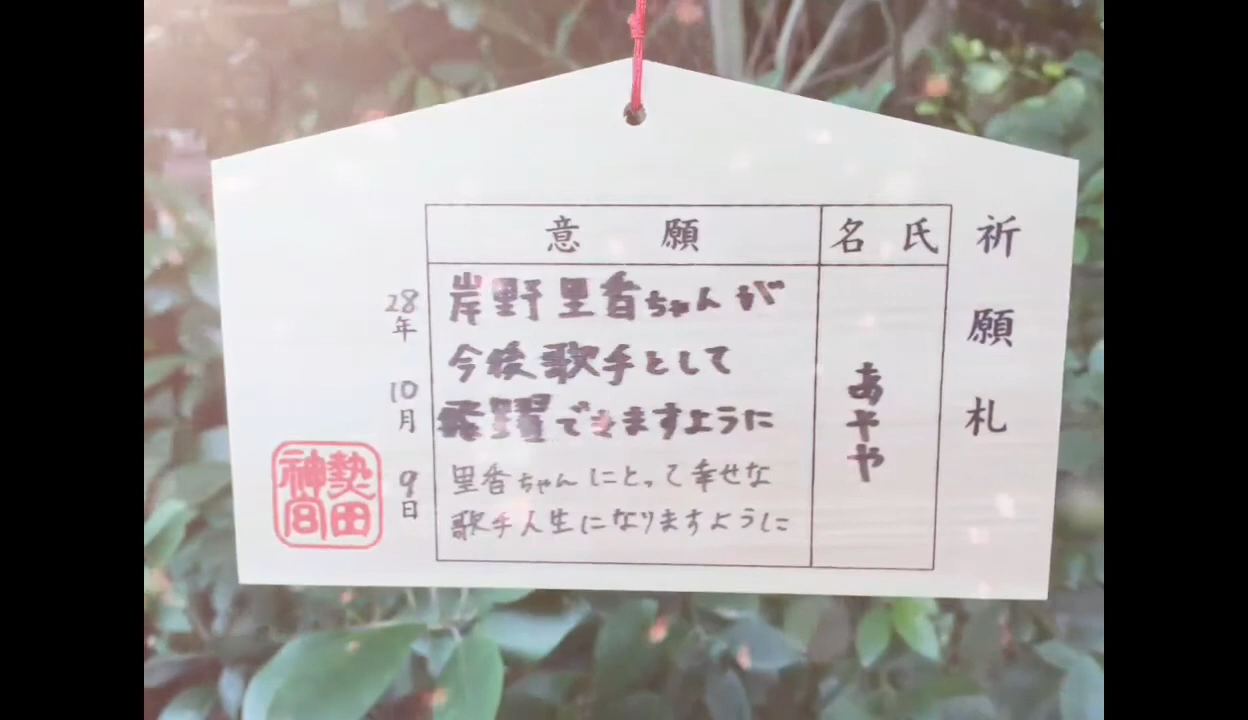 祈願札
氏名
あやや
願意
岸野里香ちゃんが
今後歌手として
飛躍できますように
里香ちゃんにとって幸せな
歌手人生になりますように
28年 10月 9日
熱田神宮